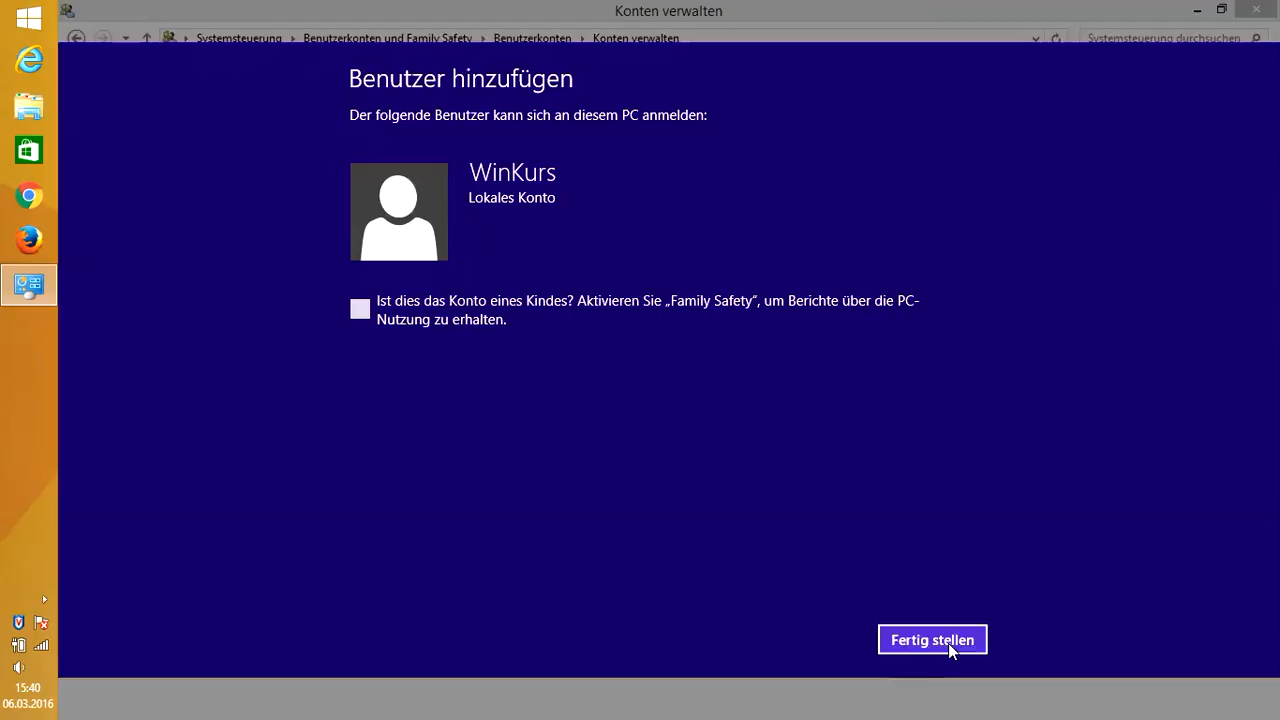 Konten verwalten
Systemsteuerung Benutzerkonten und Family Safety Benutzerkonten Konten verwalten Systemsteuerung durchsuchen
Benutzer hinzufügen
Der folgende Benutzer kann sich an diesem PC anmelden:
WinKurs
Lokales Konto
Ist dies das Konto eines Kindes? Aktivieren Sie „Family Safety“, um Berichte über die PC-
Nutzung zu erhalten.
Fertig stellen
15:40
06.03.2016